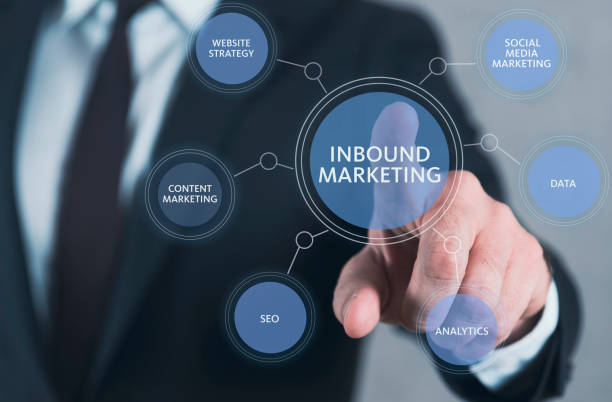 WEBSITE
STRATEGY
SOCIAL
MEDIA
MARKETING
INBOUND
MARKETING
CONTENT
MARKETING
DATA
SEO
ANALYTICS